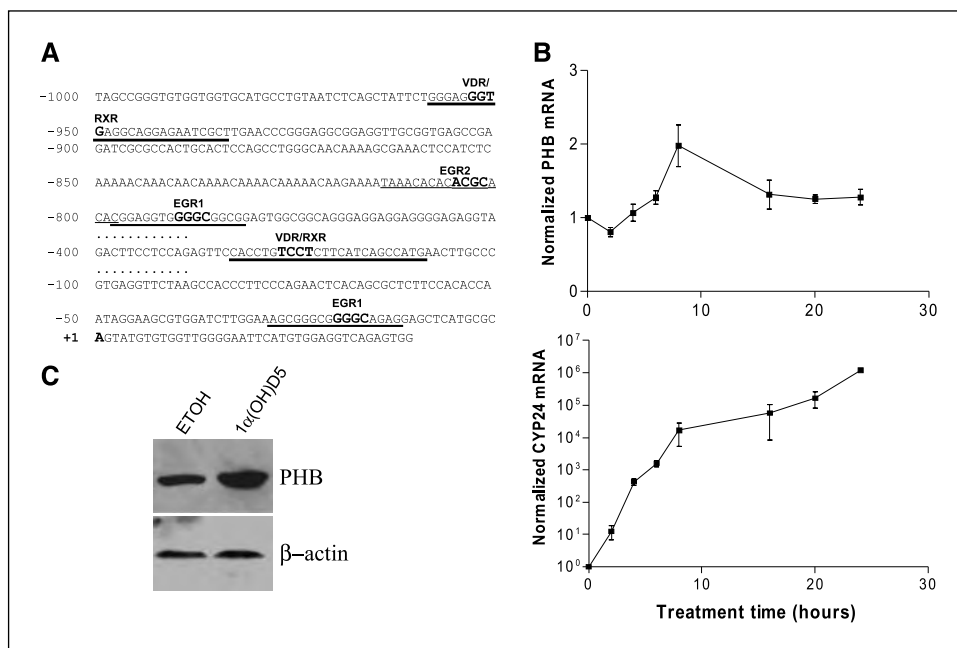 A
VDR/
-1000 TAGCCGGGTGTGGTGGTGCATGCCTGTAATCTCAGCTATTCTGGGAGGGT
RXR
-950 GAGGCAGGAGAATCGCTTGAACCCGGGAGGCGGAGGTTGCGGTGAGCCGA
-900 GATCGCGCCACTGCACTCCAGCCTGGGCAACAAAAGCGAAACTCCATCTC
-850 AAAAACAAACAACAAAACAAAACAAAAACAAGAAAATAAACACACACGCA
EGR2
EGR1
-800 CACGGAGGTGGGGCGGCGGAGTGGCGGCAGGGAGGAGGAGGGGAGAGGTA
............
VDR/RXR
-400 GACTTCCTCCAGAGTTCCACCTGTCCTCTTCATCAGCCATGAACTTGCCC
............
-100 GTGAGGTTCTAAGCCACCCTTCCCAGAACTCACAGCGCTCTTCCACACCA
EGR1
-50 ATAGGAAGCGTGGATCTTGGAAAGCGGGCGGGGCAGAGGAGCTCATGCGC
+1 AGTATGTGTGGTTGGGGAATTCATGTGGAGGTCAGAGTGG
B
Normalized PHB mRNA
3
2
1
0
0 10 20 30
Normalized CYP24 mRNA
10⁷
10⁶
10⁵
10⁴
10³
10²
10¹
10⁰
0 10 20 30
Treatment time (hours)
C
ETOH
1α(OH)D5
PHB
β–actin